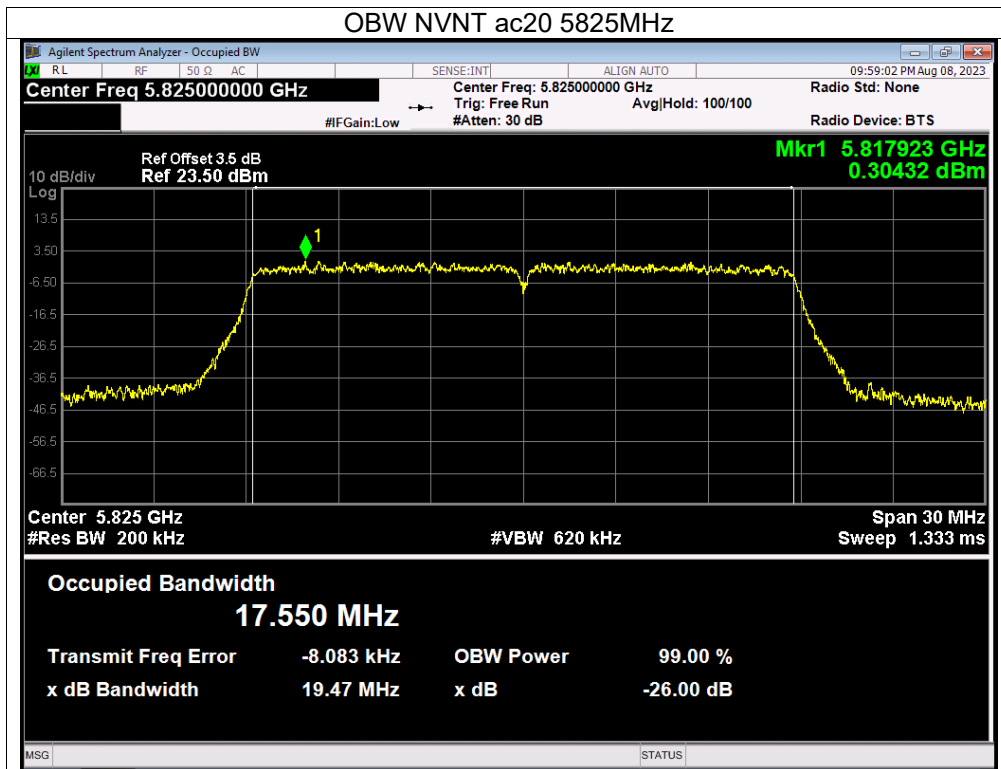 OBW NVNT ac20 5825MHz
Agilent Spectrum Analyzer - Occupied BW
LXI RL RF 50 Ω AC SENSE:INT ALIGN AUTO 09:59:02 PM Aug 08, 2023
Center Freq 5.825000000 GHz Center Freq: 5.825000000 GHz Radio Std: None
Trig: Free Run Avg|Hold: 100/100
#IFGain:Low #Atten: 30 dB Radio Device: BTS
Mkr1 5.817923 GHz
0.30432 dBm
Ref Offset 3.5 dB
10 dB/div Ref 23.50 dBm
Log
13.5
1
3.50
-6.50
-16.5
-26.5
-36.5
-46.5
-56.5
-66.5
Center 5.825 GHz Span 30 MHz
#Res BW 200 kHz #VBW 620 kHz Sweep 1.333 ms
Occupied Bandwidth
17.550 MHz
Transmit Freq Error -8.083 kHz OBW Power 99.00 %
x dB Bandwidth 19.47 MHz x dB -26.00 dB
MSG STATUS